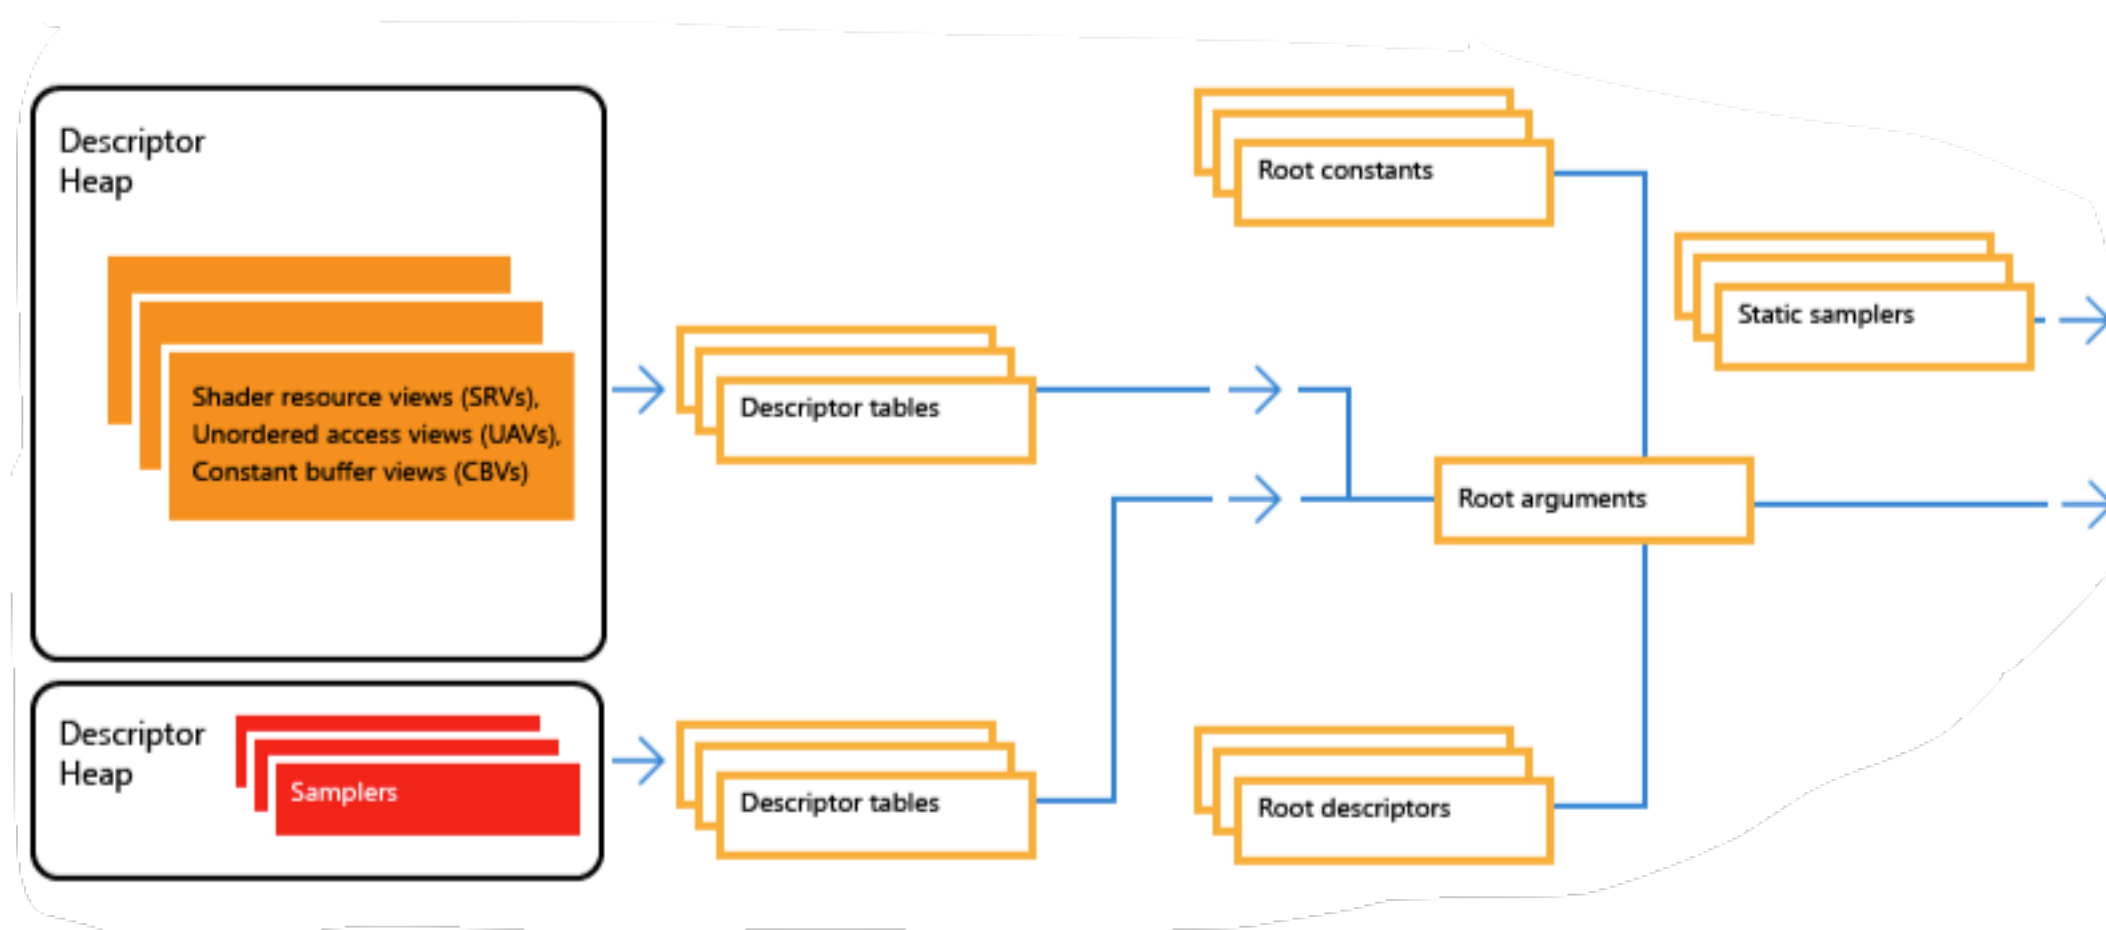 Descriptor
Heap
Shader resource views (SRVs),
Unordered access views (UAVs),
Constant buffer views (CBVs)
Descriptor tables
Root constants
Static samplers
Root arguments
Descriptor
Heap
Samplers
Descriptor tables
Root descriptors